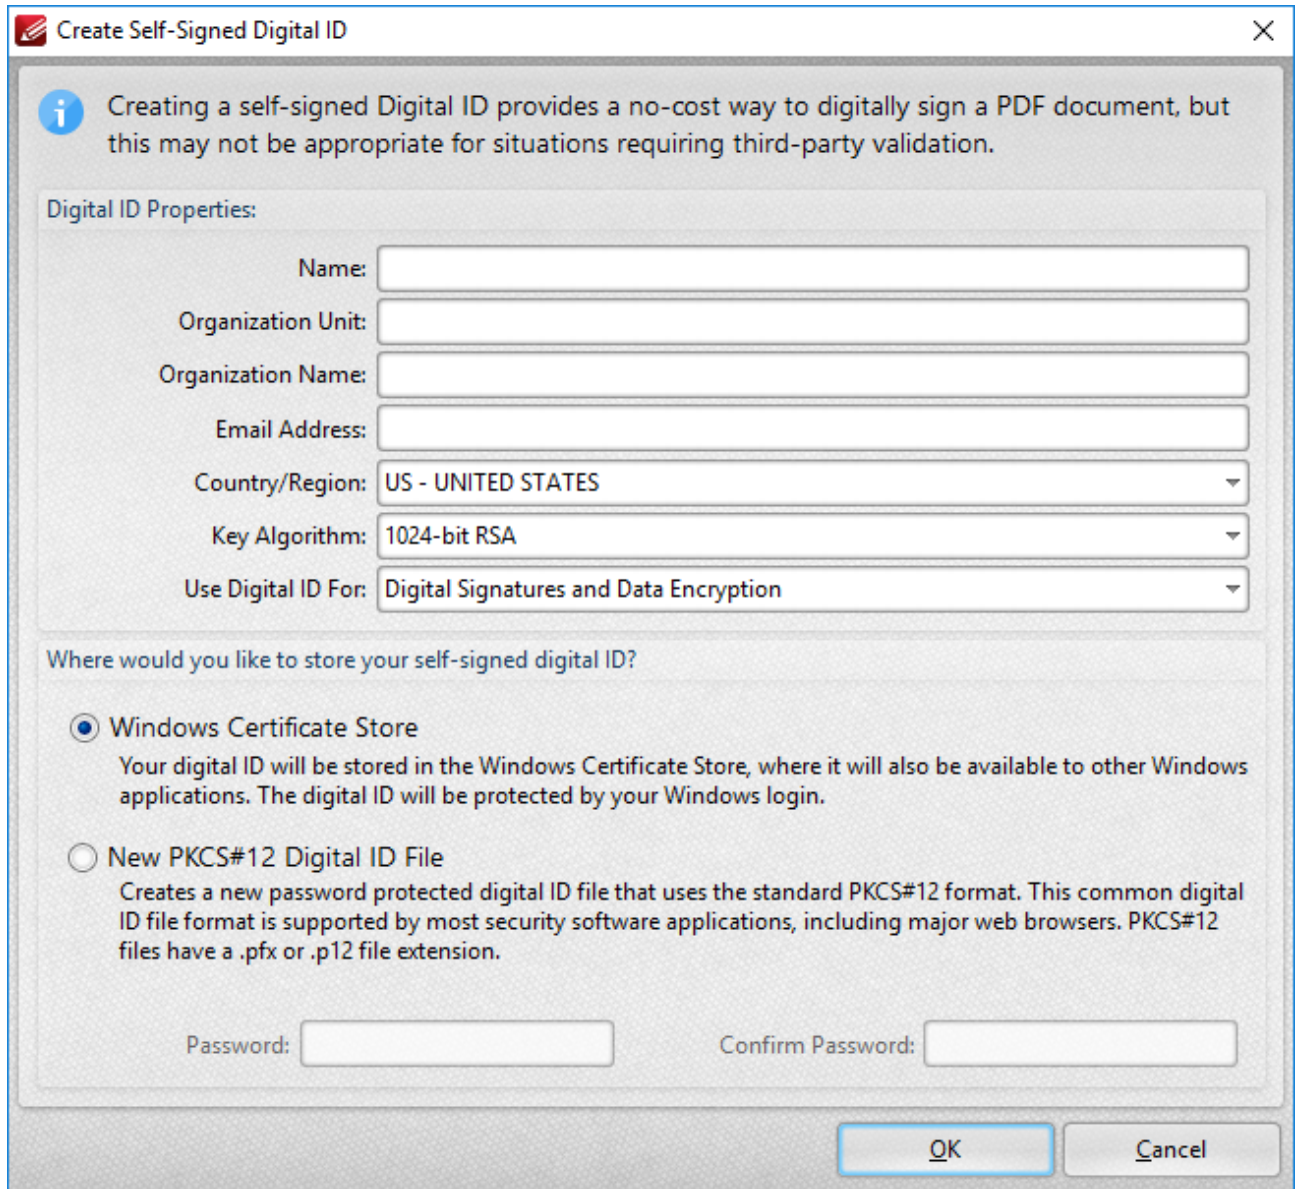 Create Self-Signed Digital ID
Creating a self-signed Digital ID provides a no-cost way to digitally sign a PDF document, but
this may not be appropriate for situations requiring third-party validation.
Digital ID Properties:
Name:
Organization Unit:
Organization Name:
Email Address:
Country/Region: US - UNITED STATES
Key Algorithm: 1024-bit RSA
Use Digital ID For: Digital Signatures and Data Encryption
Where would you like to store your self-signed digital ID?
Windows Certificate Store
Your digital ID will be stored in the Windows Certificate Store, where it will also be available to other Windows
applications. The digital ID will be protected by your Windows login.
New PKCS#12 Digital ID File
Creates a new password protected digital ID file that uses the standard PKCS#12 format. This common digital
ID file format is supported by most security software applications, including major web browsers. PKCS#12
files have a .pfx or .p12 file extension.
Password: Confirm Password:
OK Cancel